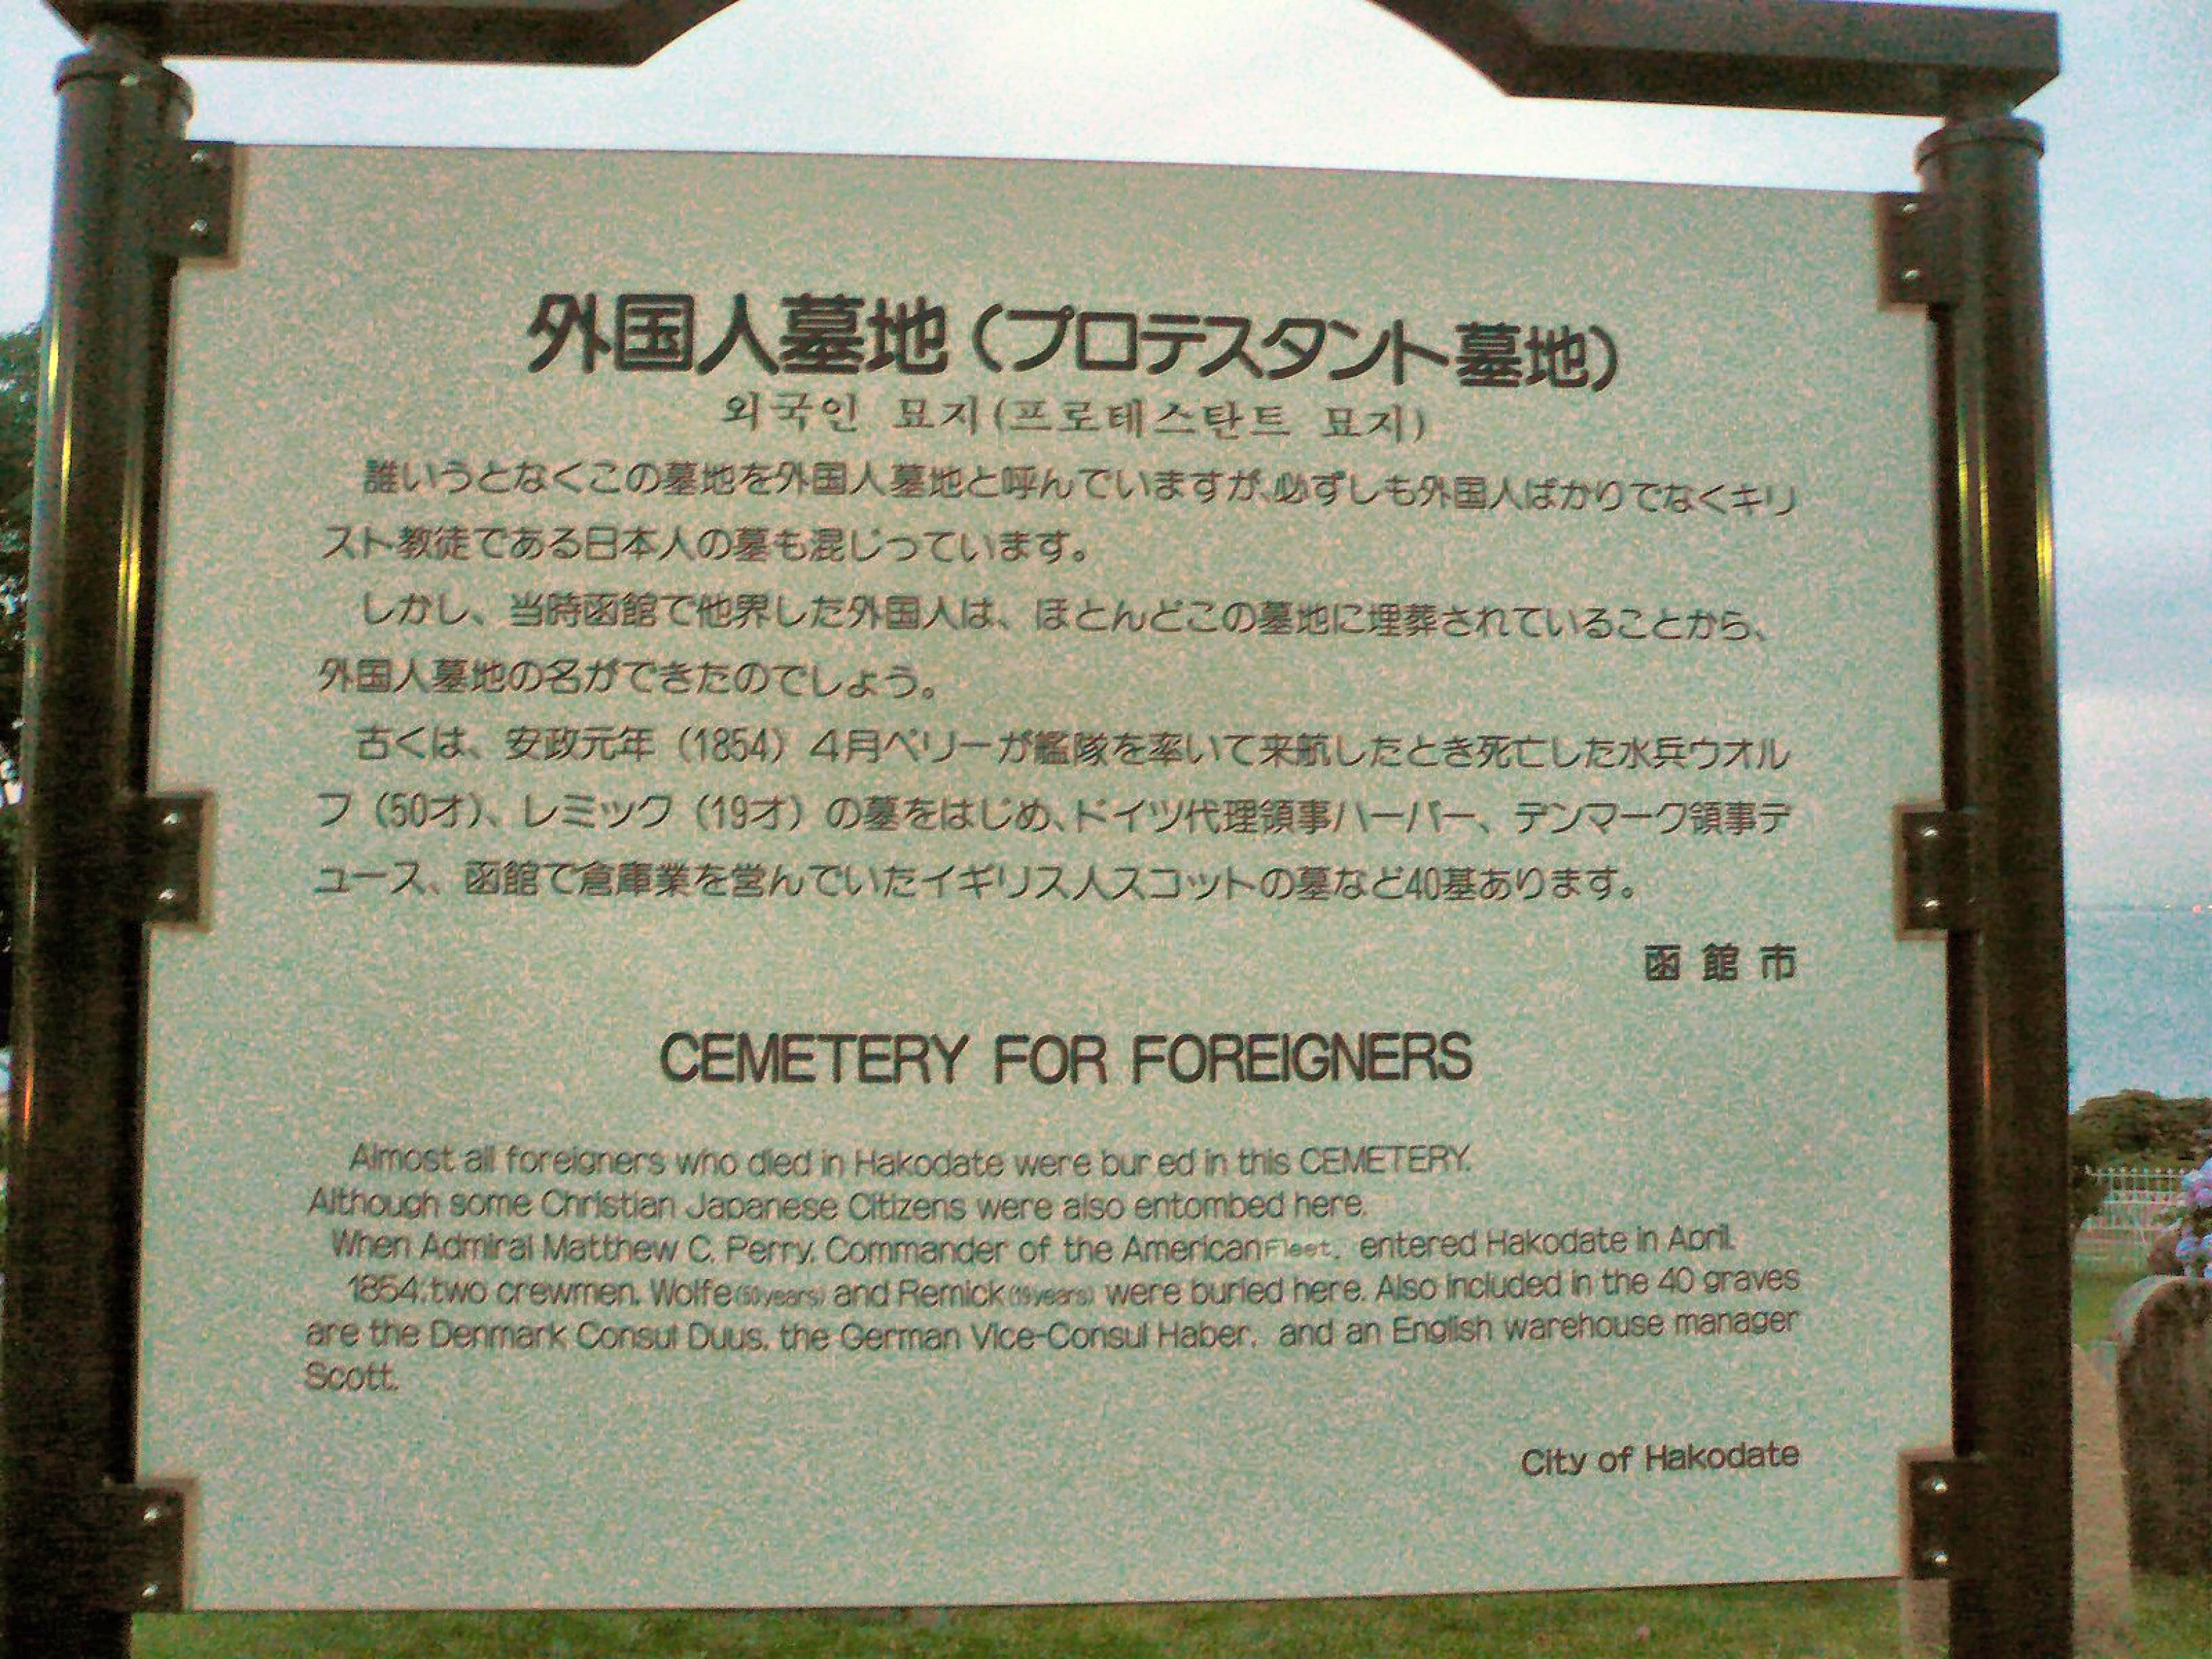 外国人墓地（プロテスタント墓地）
외국인 묘지(프로테스탄트 묘지)
誰いうとなくこの墓地を外国人墓地と呼んでいますが、必ずしも外国人ばかりでなくキリ
スト教徒である日本人の墓も混じっています。
しかし、当時函館で他界した外国人は、ほとんどこの墓地に埋葬されていることから、
外国人墓地の名ができたのでしょう。
古くは、安政元年（1854）４月ペリーが艦隊を率いて来航したとき死亡した水兵ウオル
フ（50才）、レミック（19才）の墓をはじめ、ドイツ代理領事ハーバー、デンマーク領事デ
ュース、函館で倉庫業を営んでいたイギリス人スコットの墓など40基あります。
函館市
CEMETERY FOR FOREIGNERS
Almost all foreigners who died in Hakodate were bur ed in this CEMETERY.
Although some Christian Japanese Citizens were also entombed here.
When Admiral Matthew C. Perry, Commander of the American Fleet, entered Hakodate in April.
1854, two crewmen, Wolfe (50years) and Remick (19years) were buried here. Also included in the 40 graves
are the Denmark Consul Duus, the German Vice-Consul Haber, and an English warehouse manager
Scott.
City of Hakodate